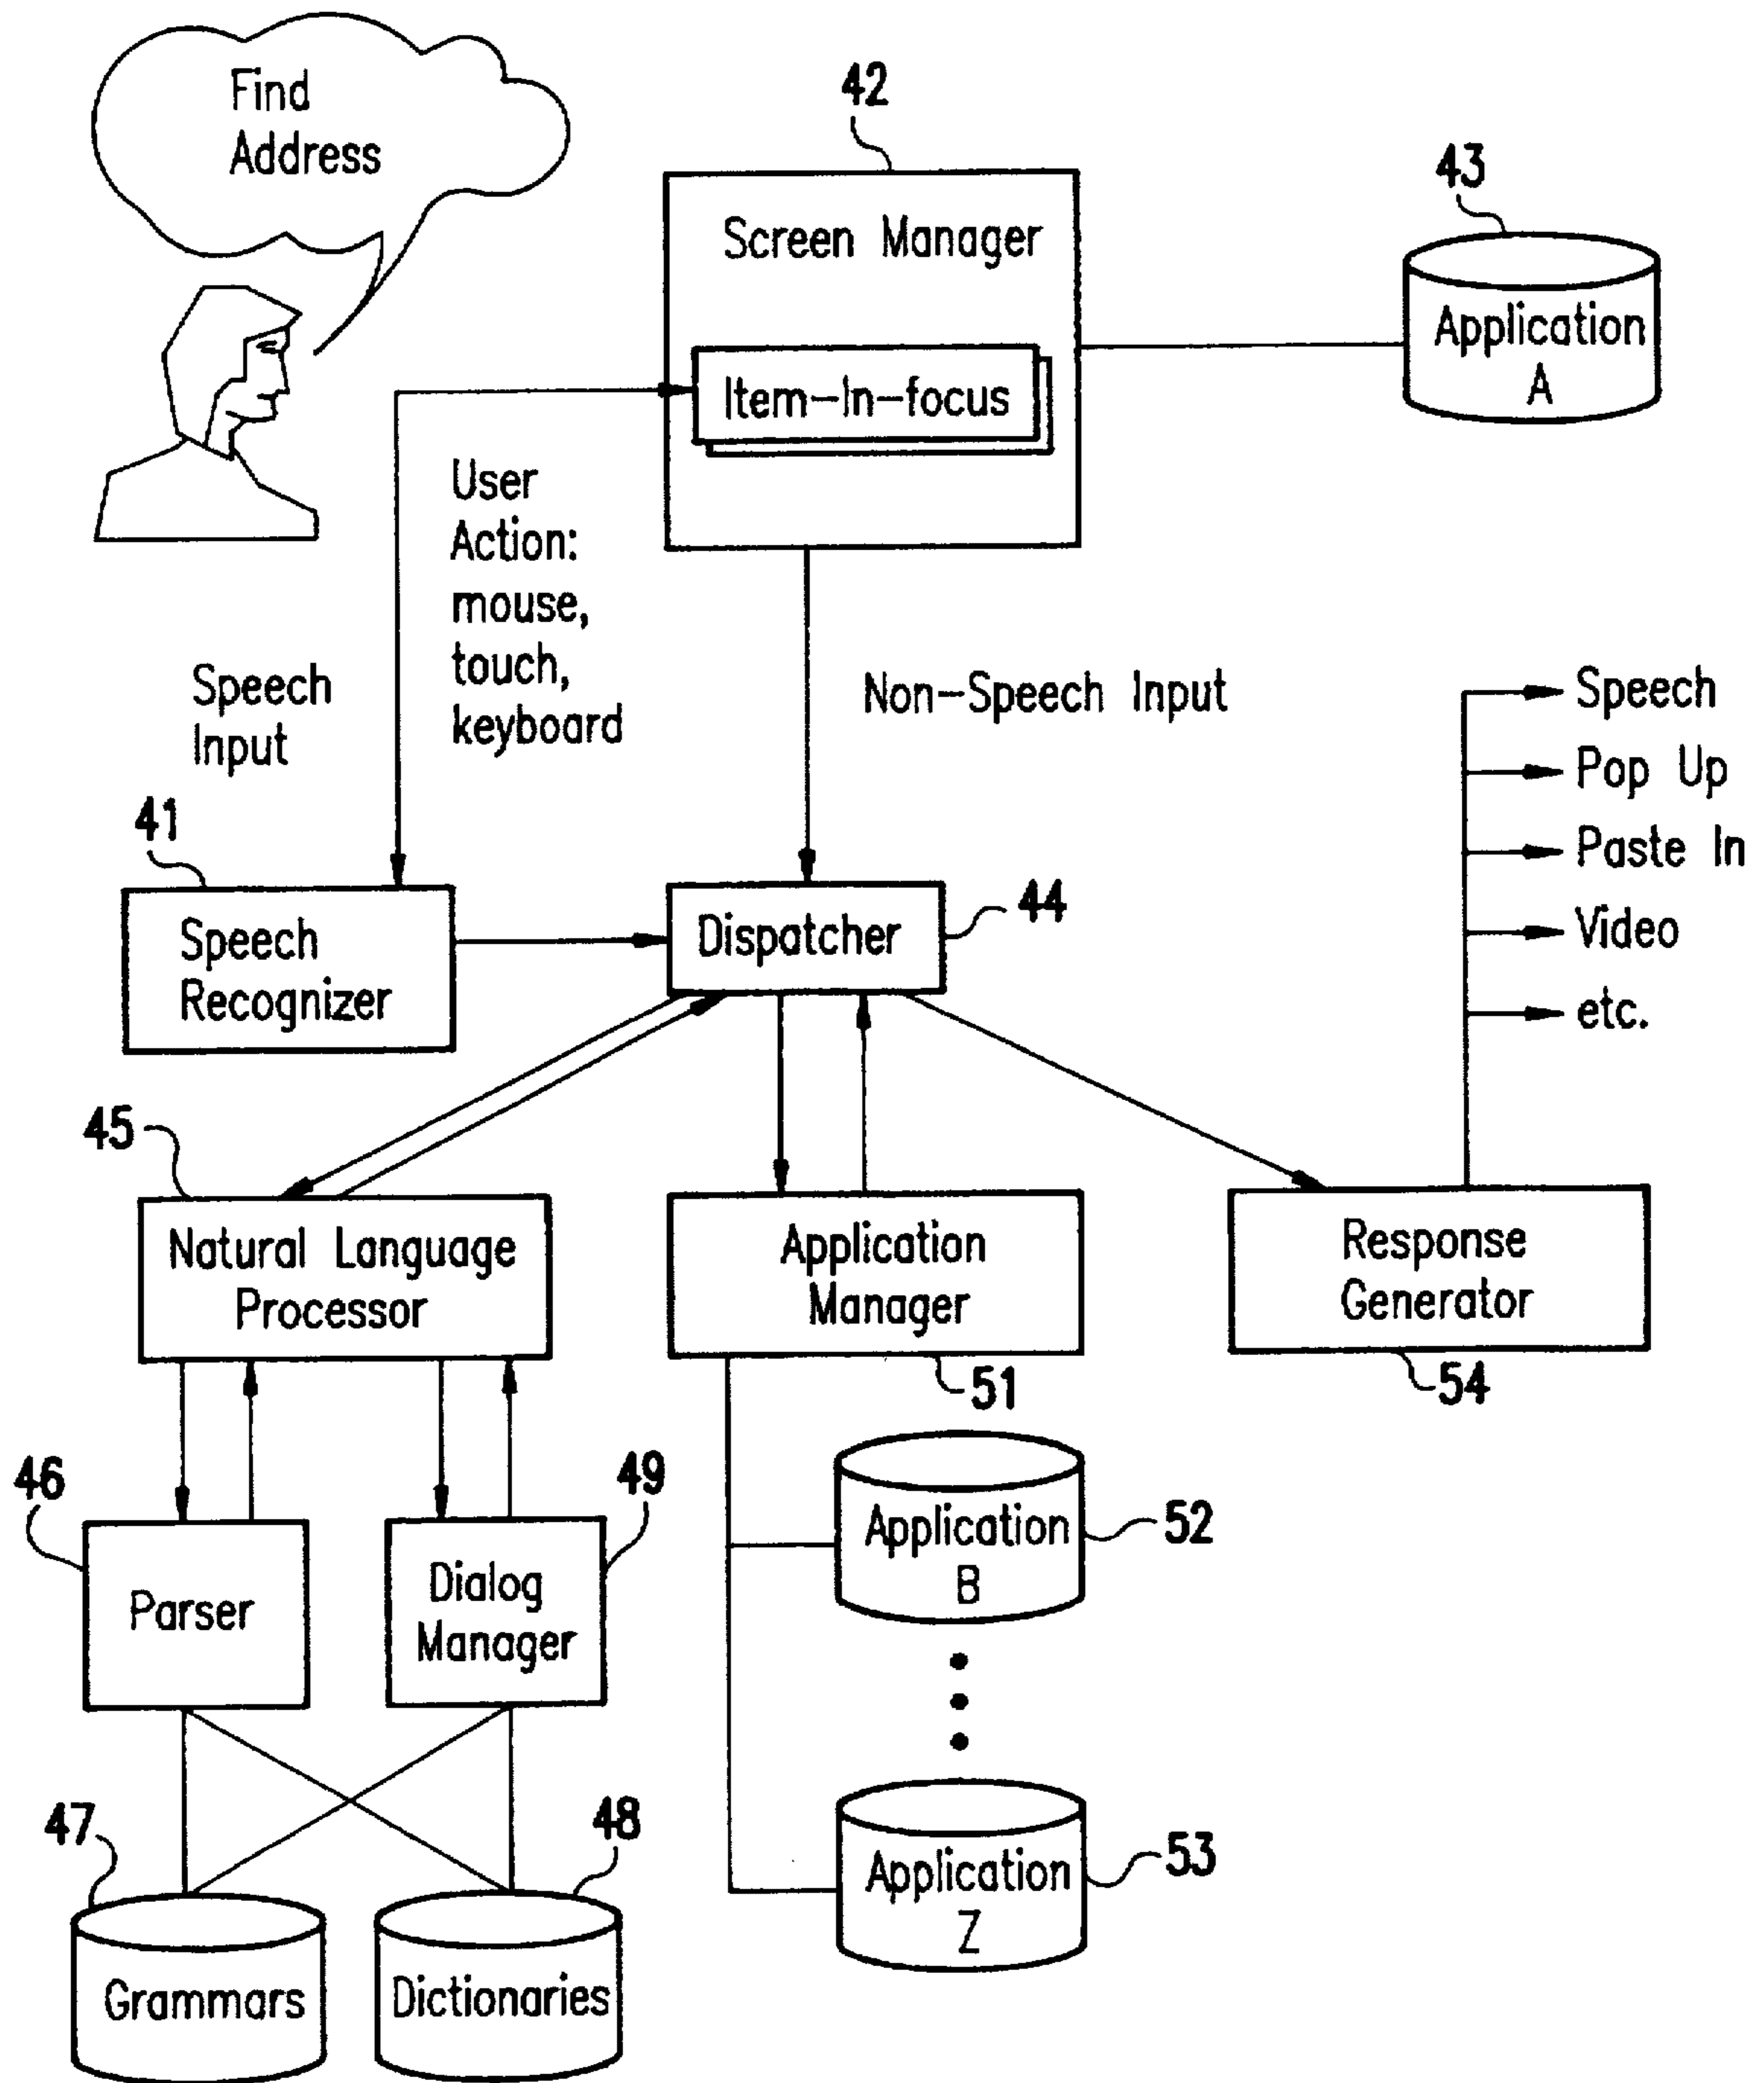 Find
Address
42
43
Screen Manager
Application
A
Item-In-focus
User
Action:
mouse,
touch,
keyboard
Speech
Input
Non-Speech Input
Speech
Pop Up
Paste In
Video
etc.
41
Speech
Recognizer
Dispatcher
44
45
Natural Language
Processor
Application
Manager
Response
Generator
51
54
46
49
Parser
Dialog
Manager
Application
B
52
47
48
Application
Z
53
Grammars
Dictionaries